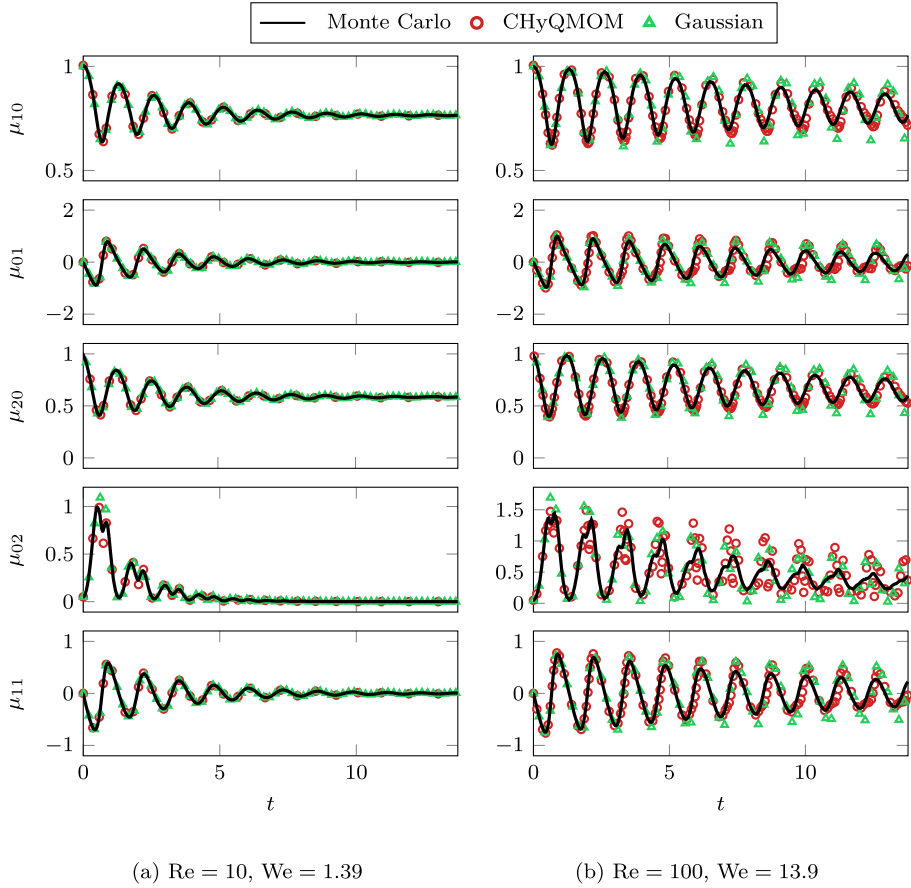 Monte Carlo CHyQMOM Gaussian
1 1
0.5 0.5
μ10
2 2
0 0
−2 −2
μ01
1 1
0.5 0.5
0 0
μ20
1 1.5
0.5 1
0 0.5
0
μ02
1 1
0 0
−1 −1
μ11
0 5 10 0 5 10
t t
(a) Re = 10, We = 1.39 (b) Re = 100, We = 13.9